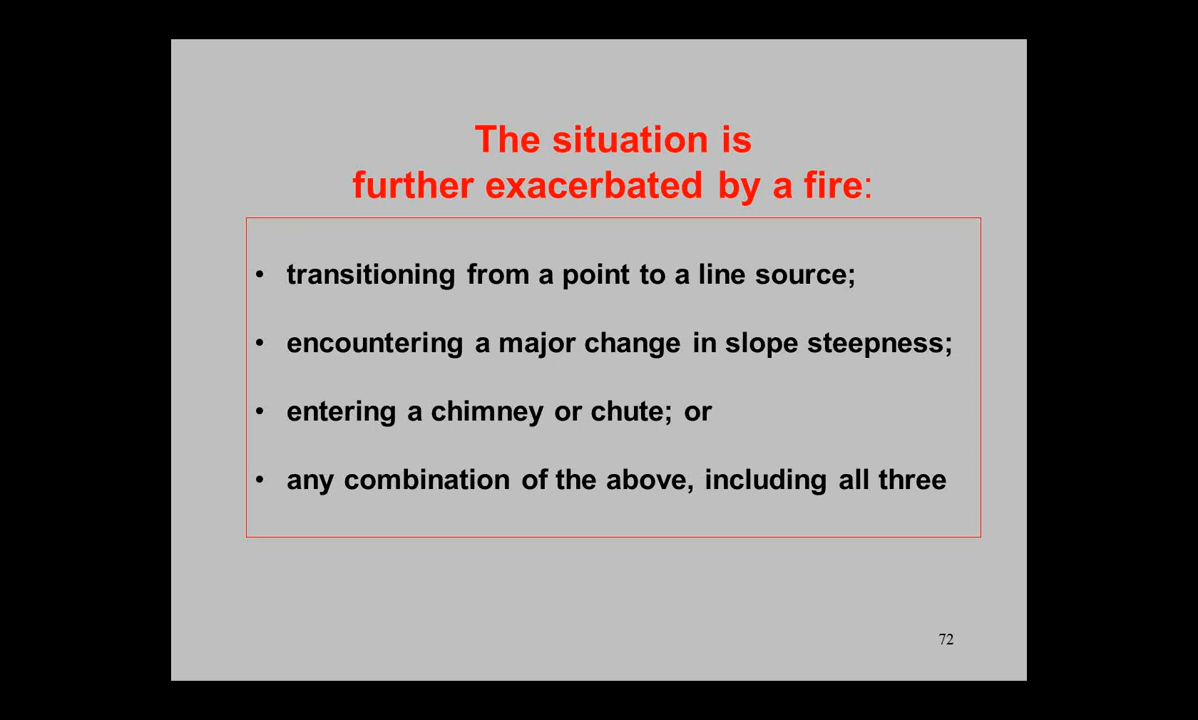 The situation is
further exacerbated by a fire:
• transitioning from a point to a line source;
• encountering a major change in slope steepness;
• entering a chimney or chute; or
• any combination of the above, including all three
72